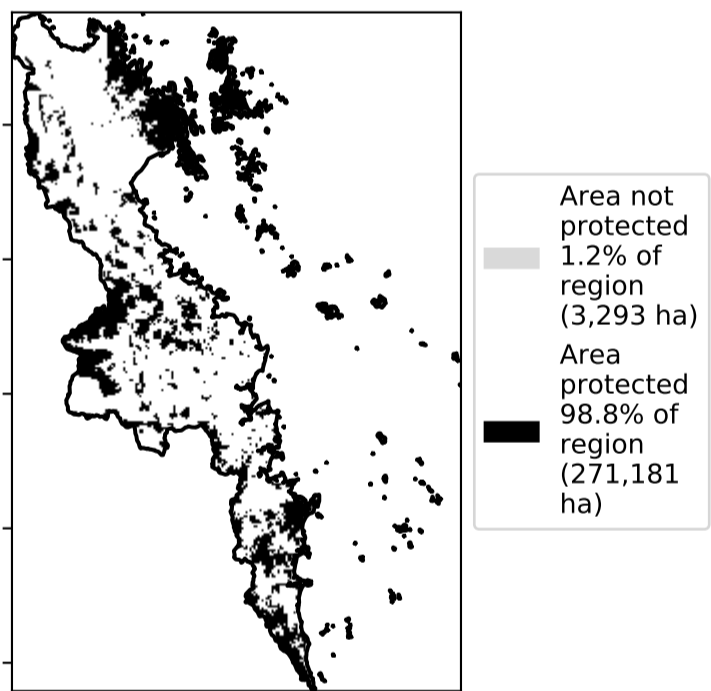 Area not
protected
1.2% of
region
(3,293 ha)
Area
protected
98.8% of
region
(271,181
ha)